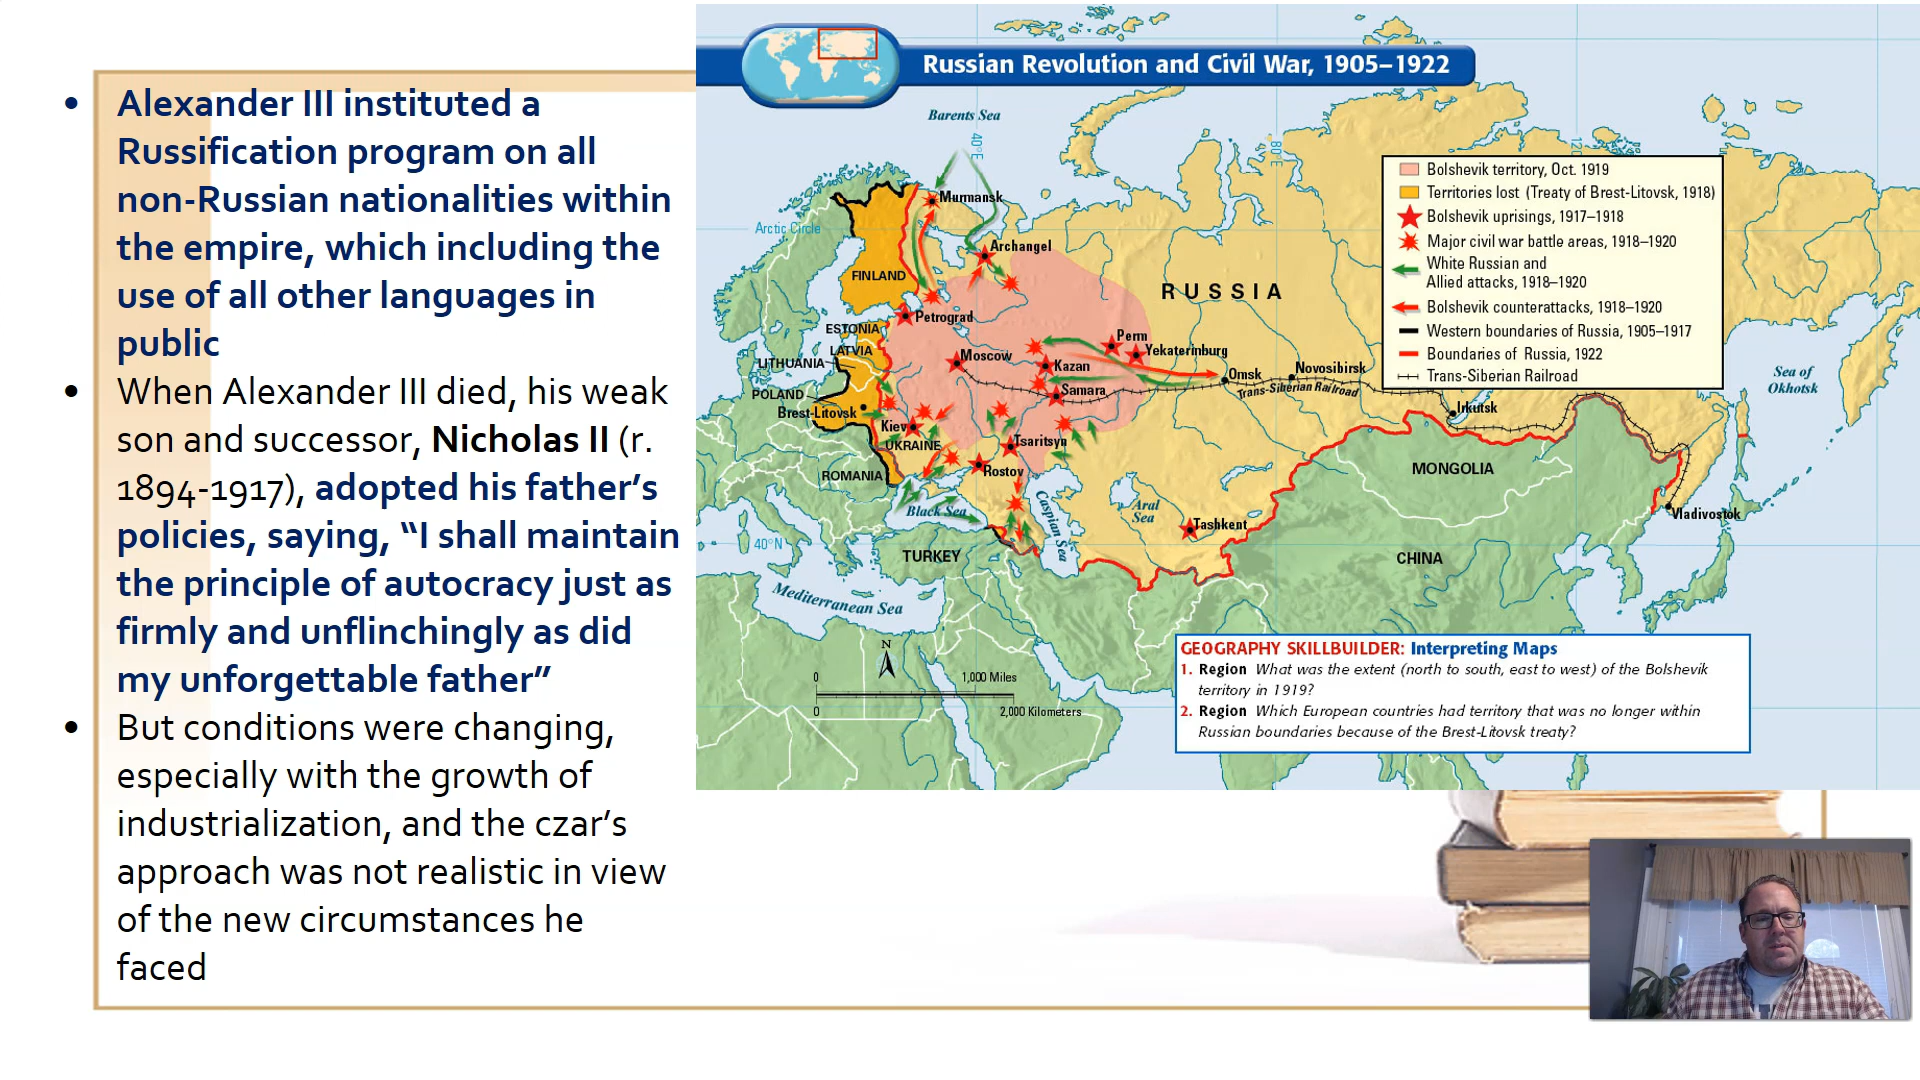 • Alexander III instituted a
Russification program on all
non-Russian nationalities within
the empire, which including the
use of all other languages in
public
• When Alexander III died, his weak
son and successor, Nicholas II (r.
1894-1917), adopted his father’s
policies, saying, “I shall maintain
the principle of autocracy just as
firmly and unflinchingly as did
my unforgettable father”
• But conditions were changing,
especially with the growth of
industrialization, and the czar’s
approach was not realistic in view
of the new circumstances he
faced
Russian Revolution and Civil War, 1905–1922
Barents Sea
40°E
80°E
120
Murmansk
Arctic Circle
Archangel
FINLAND
RUSSIA
Petrograd
ESTONIA
LATVIA
LITHUANIA
Moscow
Perm
Yekaterinburg
Kazan
Omsk
Novosibirsk
Trans-Siberian Railroad
POLAND
Samara
Brest-Litovsk
Kiev
UKRAINE
Tsaritsyn
Irkutsk
ROMANIA
Rostov
MONGOLIA
Black Sea
Caspian Sea
Aral
Sea
Tashkent
Vladivostok
40°N
TURKEY
CHINA
Mediterranean Sea
Sea of
Okhotsk
Bolshevik territory, Oct. 1919
Territories lost (Treaty of Brest-Litovsk, 1918)
Bolshevik uprisings, 1917–1918
Major civil war battle areas, 1918–1920
White Russian and
Allied attacks, 1918–1920
Bolshevik counterattacks, 1918–1920
Western boundaries of Russia, 1905–1917
Boundaries of Russia, 1922
Trans-Siberian Railroad
N
0 1,000 Miles
0 2,000 Kilometers
GEOGRAPHY SKILLBUILDER: Interpreting Maps
1. Region What was the extent (north to south, east to west) of the Bolshevik
territory in 1919?
2. Region Which European countries had territory that was no longer within
Russian boundaries because of the Brest-Litovsk treaty?